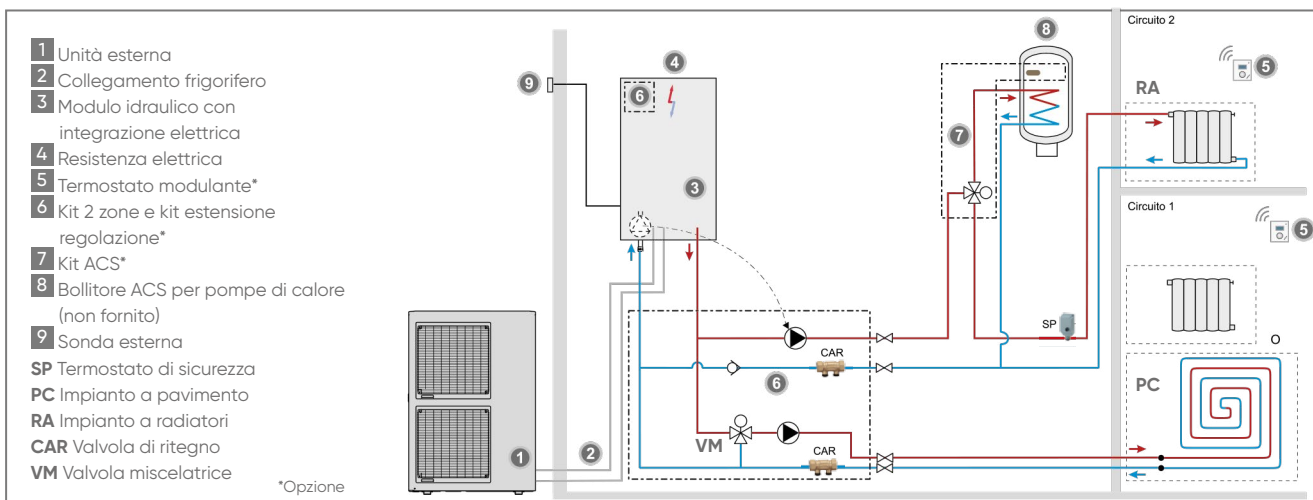 1 Unità esterna
2 Collegamento frigorifero
3 Modulo idraulico con
integrazione elettrica
4 Resistenza elettrica
5 Termostato modulante*
6 Kit 2 zone e kit estensione
regolazione*
7 Kit ACS*
8 Bollitore ACS per pompe di calore
(non fornito)
9 Sonda esterna
SP Termostato di sicurezza
PC Impianto a pavimento
RA Impianto a radiatori
CAR Valvola di ritegno
VM Valvola miscelatrice
*Opzione
9
4
6
3
1
2
7
8
SP
CAR
6
VM
CAR
Circuito 2
5
RA
Circuito 1
5
O
PC